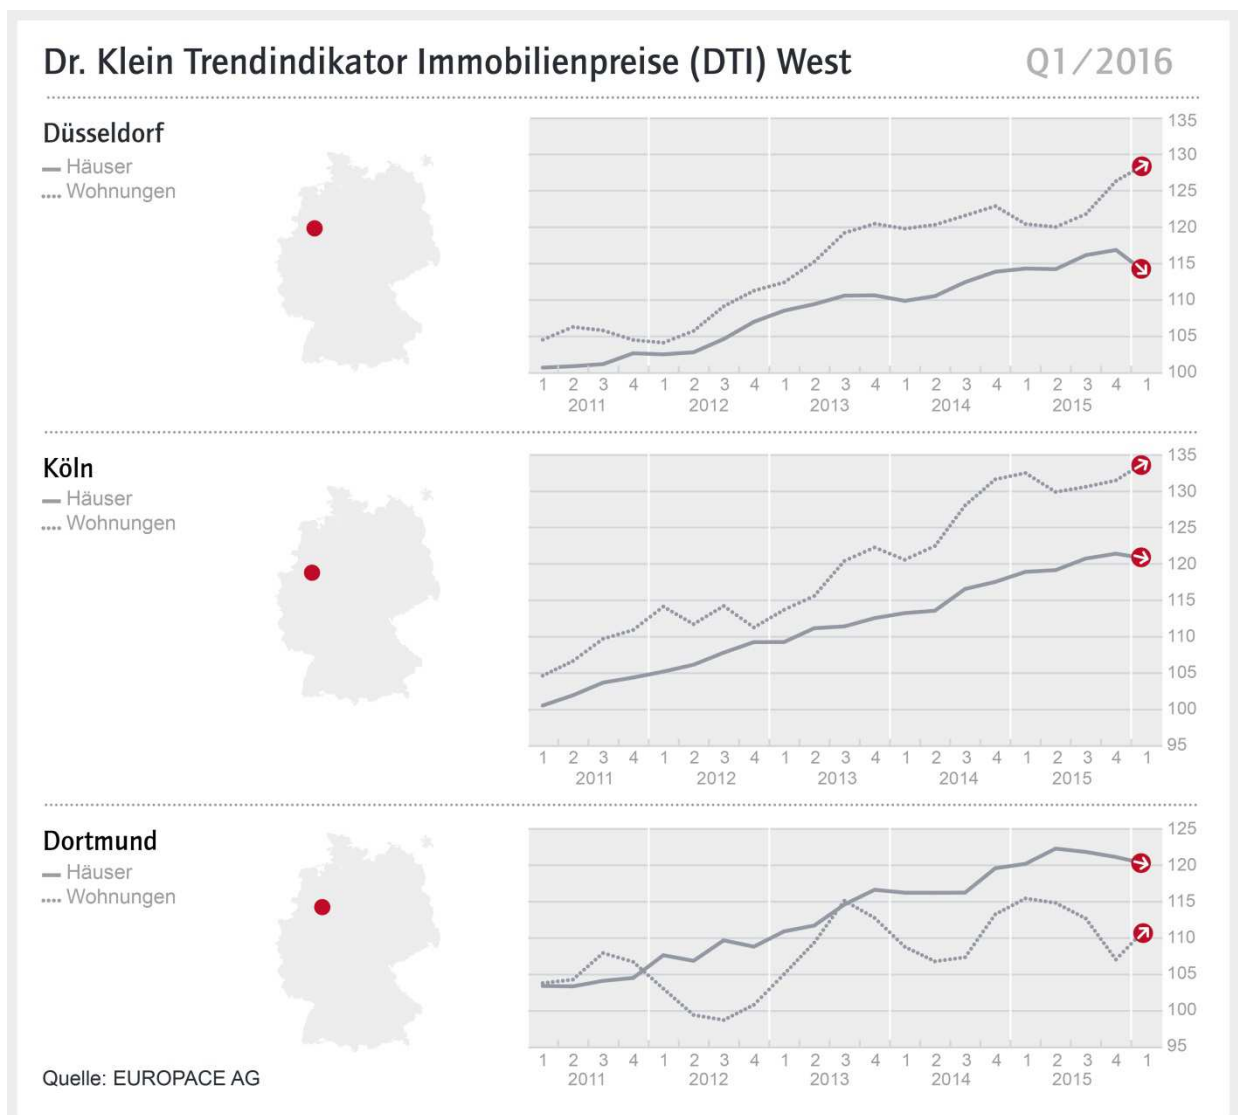 Dr. Klein Trendindikator Immobilienpreise (DTI) West Q1/2016
Düsseldorf
Häuser
Wohnungen
135
130
125
120
115
110
105
100
1 2 3 4 1 2 3 4 1 2 3 4 1 2 3 4 1 2 3 4 1
2011 2012 2013 2014 2015
Köln
Häuser
Wohnungen
135
130
125
120
115
110
105
100
95
1 2 3 4 1 2 3 4 1 2 3 4 1 2 3 4 1 2 3 4 1
2011 2012 2013 2014 2015
Dortmund
Häuser
Wohnungen
125
120
115
110
105
100
95
1 2 3 4 1 2 3 4 1 2 3 4 1 2 3 4 1 2 3 4 1
2011 2012 2013 2014 2015
Quelle: EUROPACE AG